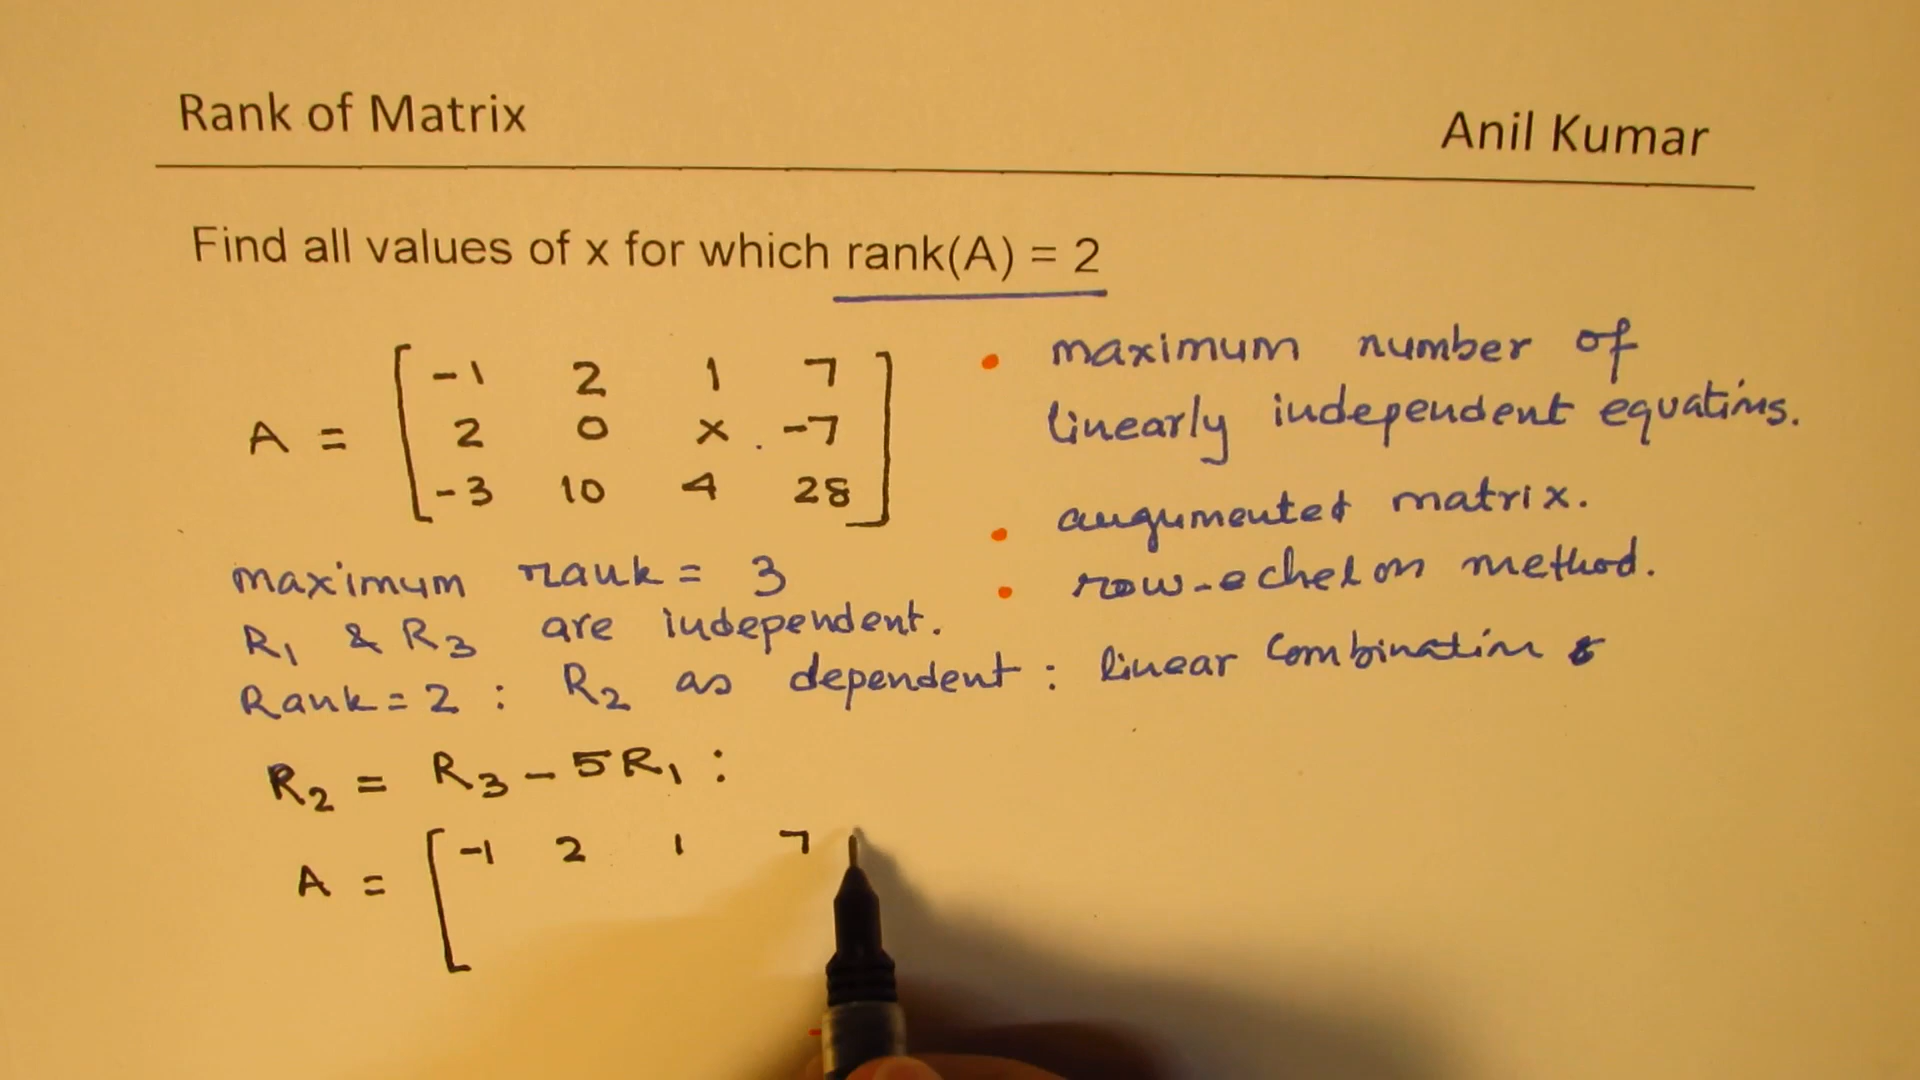 Rank of Matrix
Anil Kumar
Find all values of x for which rank(A) = 2
A = [ -1 2 1 7
2 0 x . -7
-3 10 4 28 ]
• maximum number of
linearly independent equations.
• augumented matrix.
• row-echelon method.
maximum rank = 3
R1 & R3 are independent.
Rank = 2 : R2 as dependent : linear combination
R2 = R3 - 5R1 :
A = [ -1 2 1 7